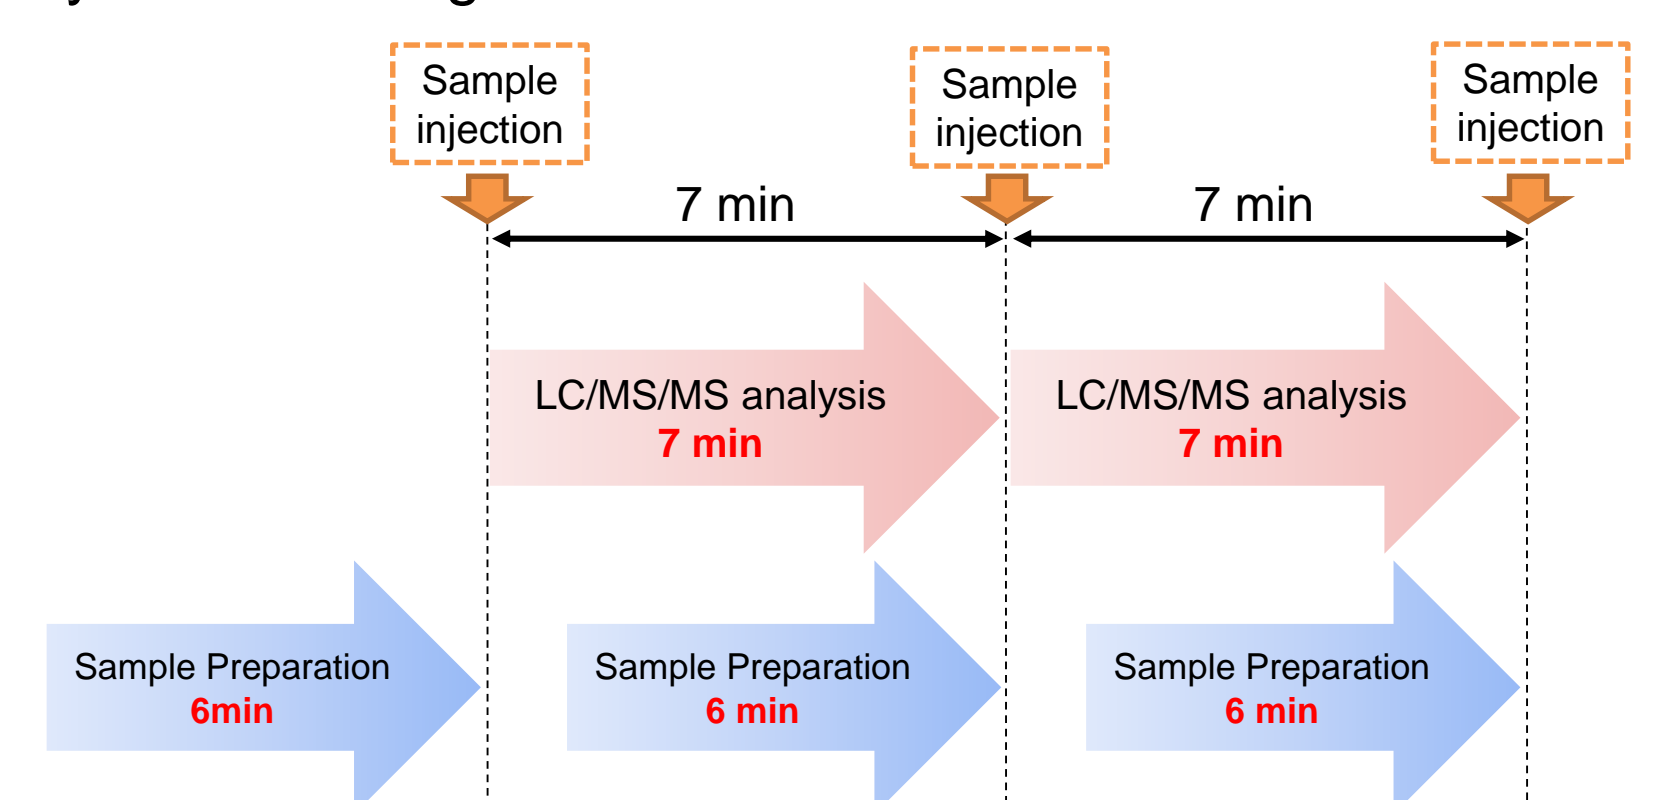 Sample
injection
Sample
injection
Sample
injection
7 min
7 min
LC/MS/MS analysis
7 min
LC/MS/MS analysis
7 min
Sample Preparation
6min
Sample Preparation
6 min
Sample Preparation
6 min